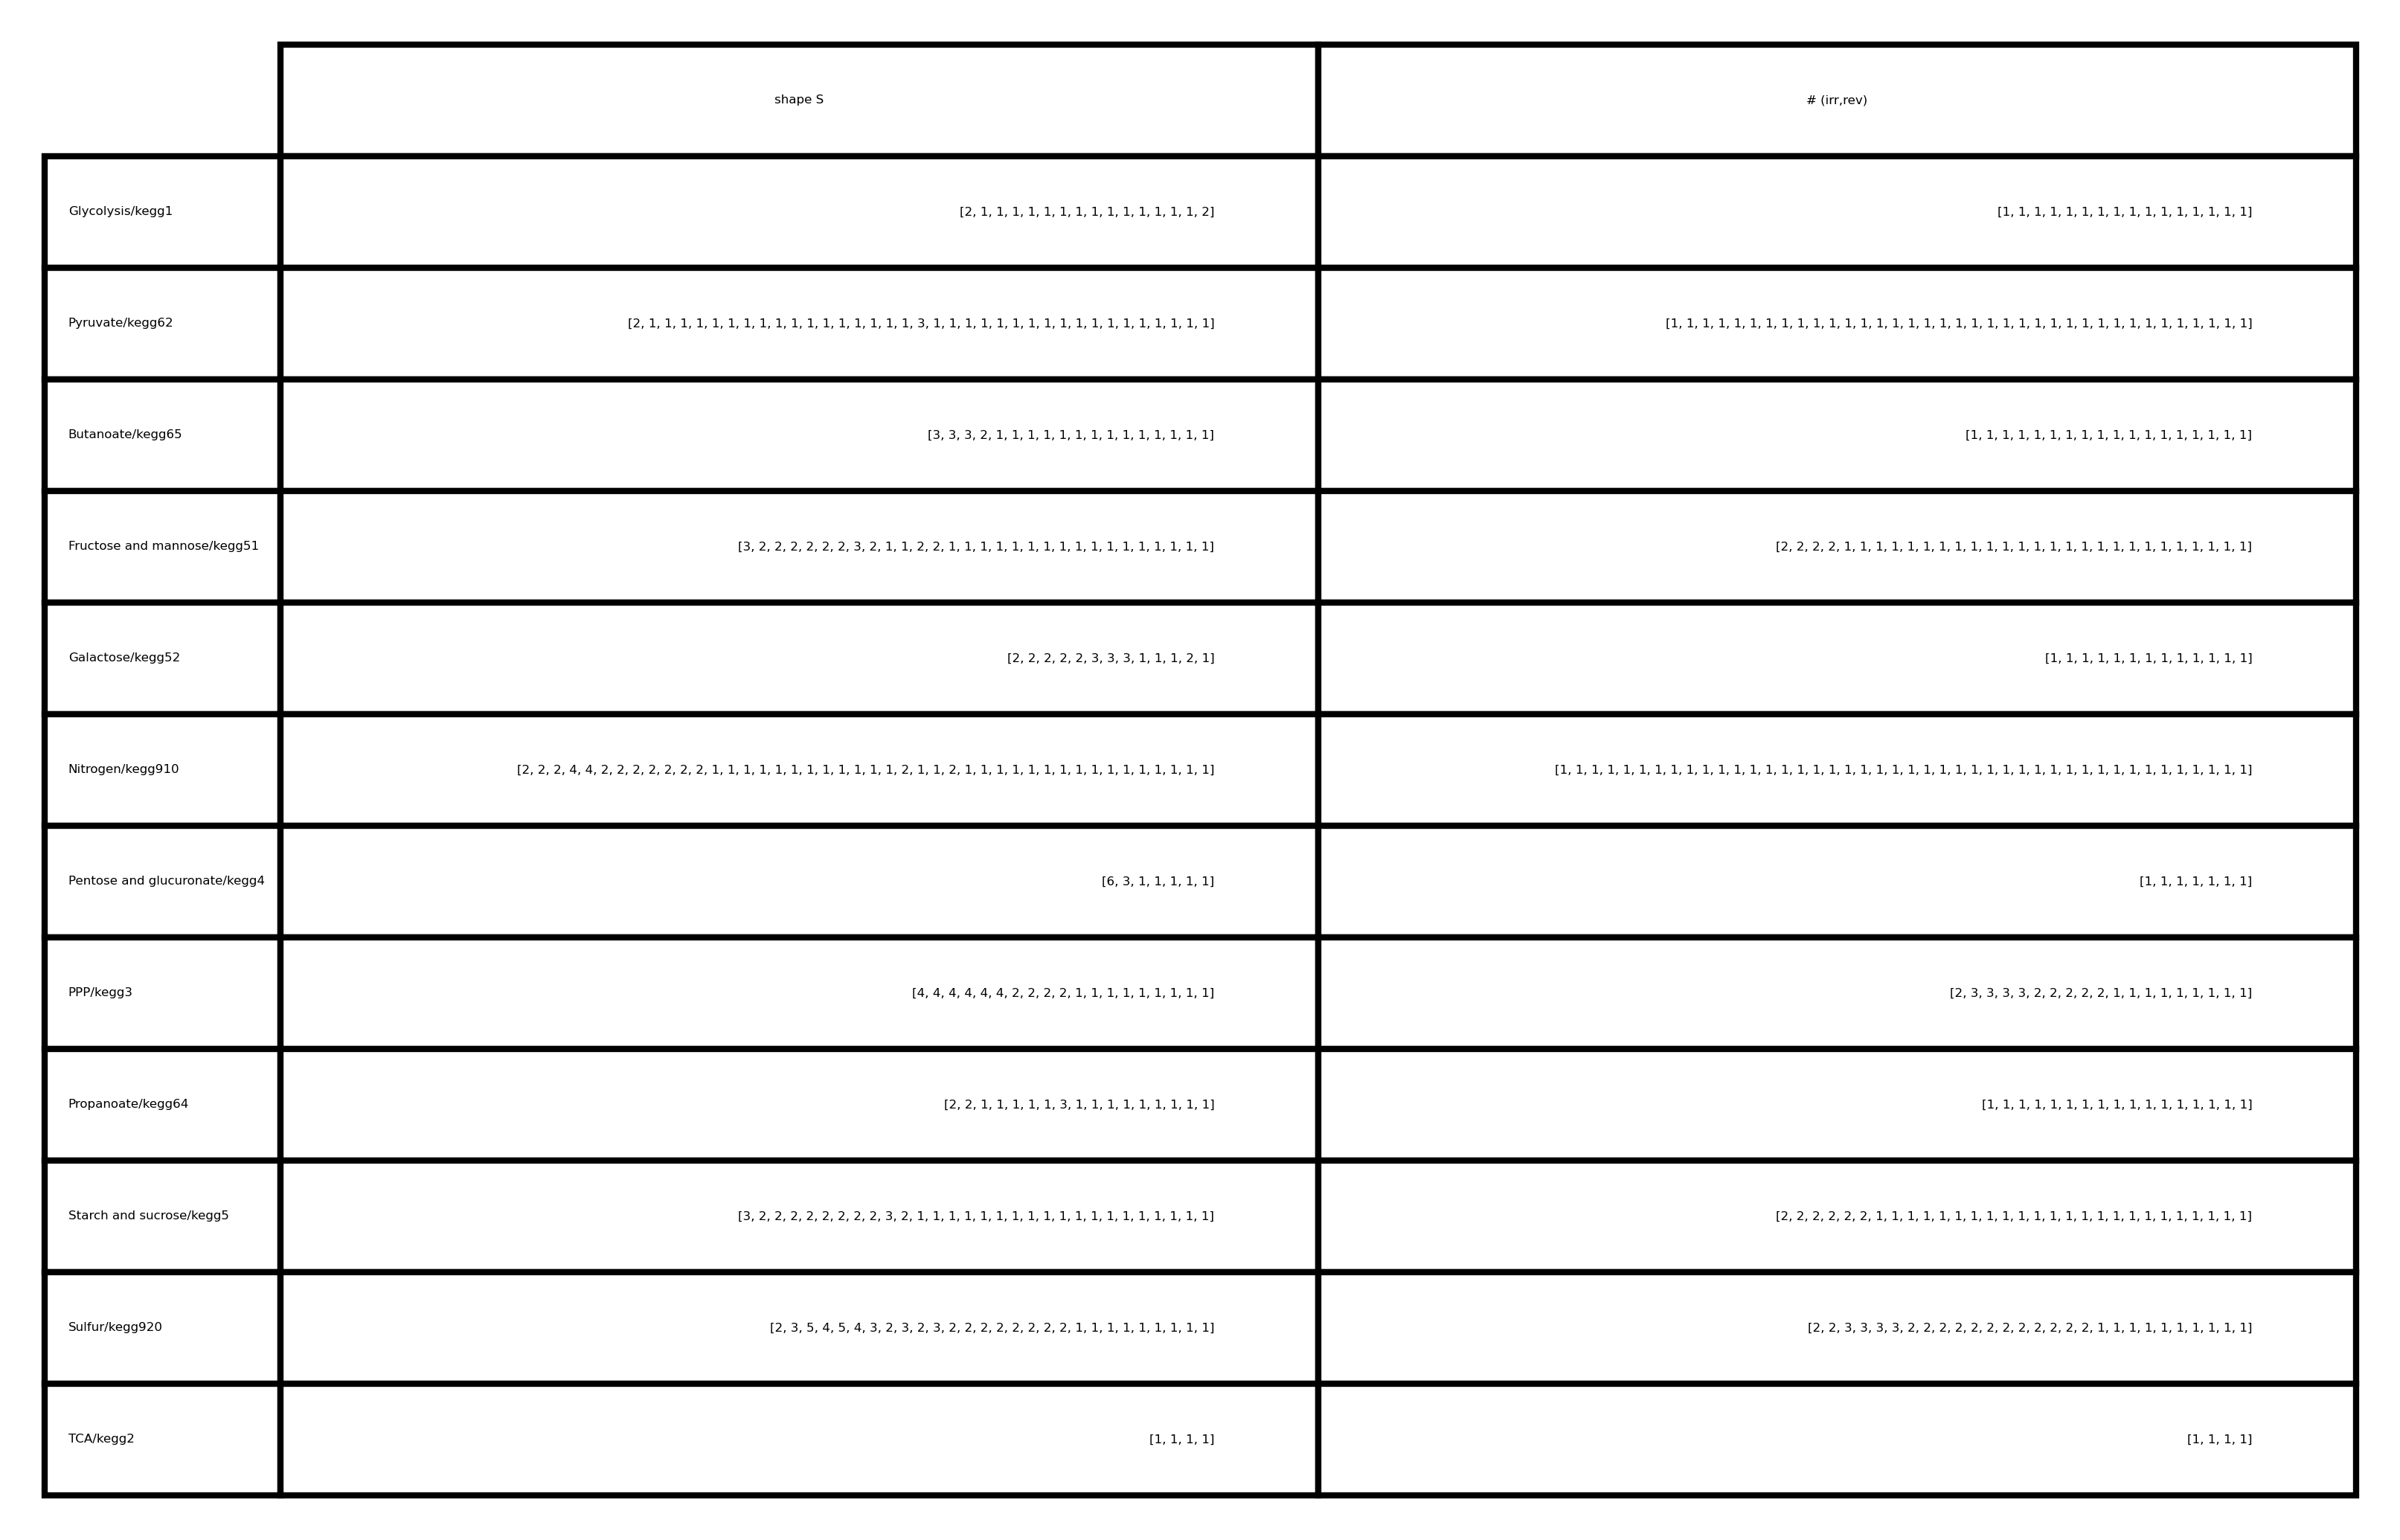 shape S
# (irr,rev)
Glycolysis/kegg1
[2, 1, 1, 1, 1, 1, 1, 1, 1, 1, 1, 1, 1, 1, 1, 2]
[1, 1, 1, 1, 1, 1, 1, 1, 1, 1, 1, 1, 1, 1, 1, 1]
Pyruvate/kegg62
[2, 1, 1, 1, 1, 1, 1, 1, 1, 1, 1, 1, 1, 1, 1, 1, 1, 1, 3, 1, 1, 1, 1, 1, 1, 1, 1, 1, 1, 1, 1, 1, 1, 1, 1, 1, 1]
[1, 1, 1, 1, 1, 1, 1, 1, 1, 1, 1, 1, 1, 1, 1, 1, 1, 1, 1, 1, 1, 1, 1, 1, 1, 1, 1, 1, 1, 1, 1, 1, 1, 1, 1, 1, 1]
Butanoate/kegg65
[3, 3, 3, 2, 1, 1, 1, 1, 1, 1, 1, 1, 1, 1, 1, 1, 1, 1]
[1, 1, 1, 1, 1, 1, 1, 1, 1, 1, 1, 1, 1, 1, 1, 1, 1, 1]
Fructose and mannose/kegg51
[3, 2, 2, 2, 2, 2, 2, 3, 2, 1, 1, 2, 2, 1, 1, 1, 1, 1, 1, 1, 1, 1, 1, 1, 1, 1, 1, 1, 1, 1]
[2, 2, 2, 2, 1, 1, 1, 1, 1, 1, 1, 1, 1, 1, 1, 1, 1, 1, 1, 1, 1, 1, 1, 1, 1, 1, 1, 1, 1, 1]
Galactose/kegg52
[2, 2, 2, 2, 2, 3, 3, 3, 1, 1, 1, 2, 1]
[1, 1, 1, 1, 1, 1, 1, 1, 1, 1, 1, 1, 1]
Nitrogen/kegg910
[2, 2, 2, 4, 4, 2, 2, 2, 2, 2, 2, 2, 1, 1, 1, 1, 1, 1, 1, 1, 1, 1, 1, 1, 2, 1, 1, 2, 1, 1, 1, 1, 1, 1, 1, 1, 1, 1, 1, 1, 1, 1, 1, 1]
[1, 1, 1, 1, 1, 1, 1, 1, 1, 1, 1, 1, 1, 1, 1, 1, 1, 1, 1, 1, 1, 1, 1, 1, 1, 1, 1, 1, 1, 1, 1, 1, 1, 1, 1, 1, 1, 1, 1, 1, 1, 1, 1, 1]
Pentose and glucuronate/kegg4
[6, 3, 1, 1, 1, 1, 1]
[1, 1, 1, 1, 1, 1, 1]
PPP/kegg3
[4, 4, 4, 4, 4, 4, 2, 2, 2, 2, 1, 1, 1, 1, 1, 1, 1, 1, 1]
[2, 3, 3, 3, 3, 2, 2, 2, 2, 2, 1, 1, 1, 1, 1, 1, 1, 1, 1]
Propanoate/kegg64
[2, 2, 1, 1, 1, 1, 1, 3, 1, 1, 1, 1, 1, 1, 1, 1, 1]
[1, 1, 1, 1, 1, 1, 1, 1, 1, 1, 1, 1, 1, 1, 1, 1, 1]
Starch and sucrose/kegg5
[3, 2, 2, 2, 2, 2, 2, 2, 2, 3, 2, 1, 1, 1, 1, 1, 1, 1, 1, 1, 1, 1, 1, 1, 1, 1, 1, 1, 1, 1]
[2, 2, 2, 2, 2, 2, 1, 1, 1, 1, 1, 1, 1, 1, 1, 1, 1, 1, 1, 1, 1, 1, 1, 1, 1, 1, 1, 1, 1, 1]
Sulfur/kegg920
[2, 3, 5, 4, 5, 4, 3, 2, 3, 2, 3, 2, 2, 2, 2, 2, 2, 2, 2, 1, 1, 1, 1, 1, 1, 1, 1, 1]
[2, 2, 3, 3, 3, 3, 2, 2, 2, 2, 2, 2, 2, 2, 2, 2, 2, 2, 1, 1, 1, 1, 1, 1, 1, 1, 1, 1]
TCA/kegg2
[1, 1, 1, 1]
[1, 1, 1, 1]